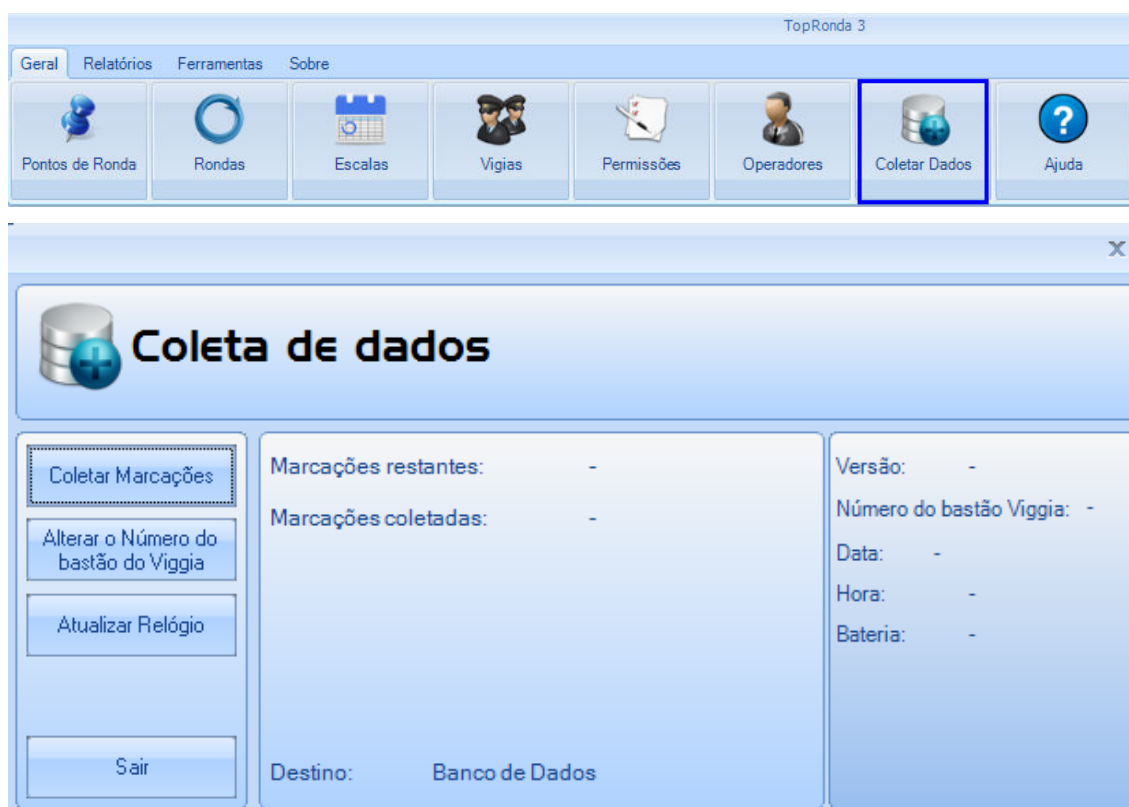 TopRonda 3
Geral Relatórios Ferramentas Sobre
Pontos de Ronda Rondas Escalas Vigias Permissões Operadores Coletar Dados Ajuda
X
Coleta de dados
Coletar Marcações
Alterar o Número do
bastão do Viggia
Atualizar Relógio
Sair
Marcações restantes: -
Marcações coletadas: -
Destino: Banco de Dados
Versão: -
Número do bastão Viggia: -
Data: -
Hora: -
Bateria: -